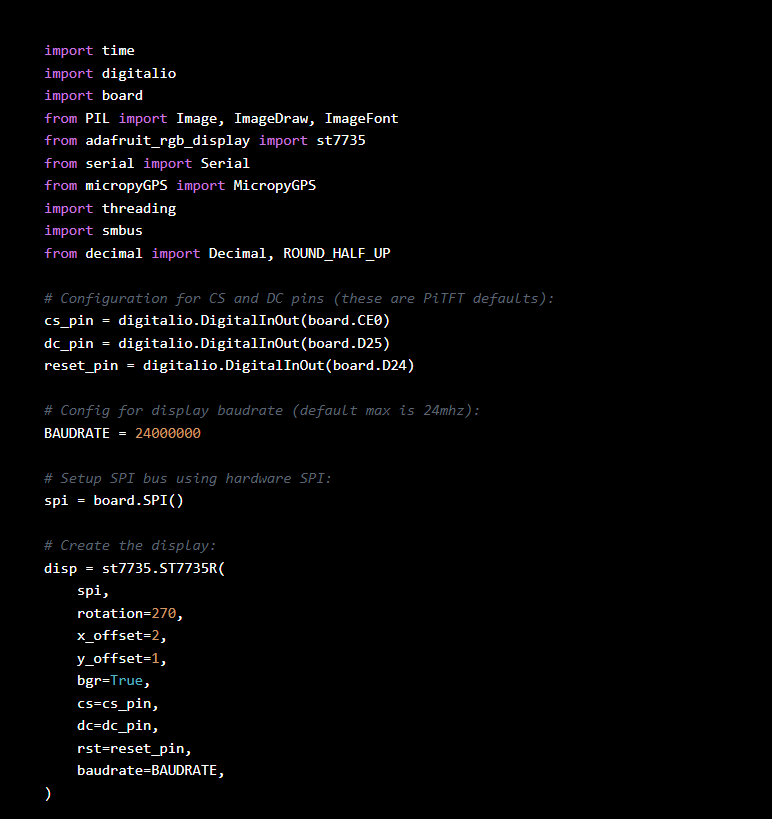 import time
import digitalio
import board
from PIL import Image, ImageDraw, ImageFont
from adafruit_rgb_display import st7735
from serial import Serial
from micropyGPS import MicropyGPS
import threading
import smbus
from decimal import Decimal, ROUND_HALF_UP

# Configuration for CS and DC pins (these are PiTFT defaults):
cs_pin = digitalio.DigitalInOut(board.CE0)
dc_pin = digitalio.DigitalInOut(board.D25)
reset_pin = digitalio.DigitalInOut(board.D24)

# Config for display baudrate (default max is 24mhz):
BAUDRATE = 24000000

# Setup SPI bus using hardware SPI:
spi = board.SPI()

# Create the display:
disp = st7735.ST7735R(
    spi,
    rotation=270,
    x_offset=2,
    y_offset=1,
    bgr=True,
    cs=cs_pin,
    dc=dc_pin,
    rst=reset_pin,
    baudrate=BAUDRATE,
)